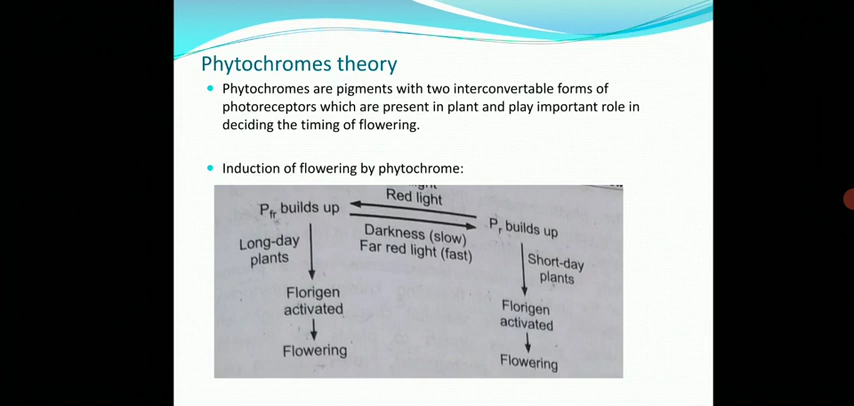 Phytochromes theory
Phytochromes are pigments with two interconvertable forms of
photoreceptors which are present in plant and play important role in
deciding the timing of flowering.
Induction of flowering by phytochrome:
Red light
Pfr builds up
Pr builds up
Darkness (slow)
Far red light (fast)
Long-day
plants
Short-day
plants
Florigen
activated
Florigen
activated
Flowering
Flowering